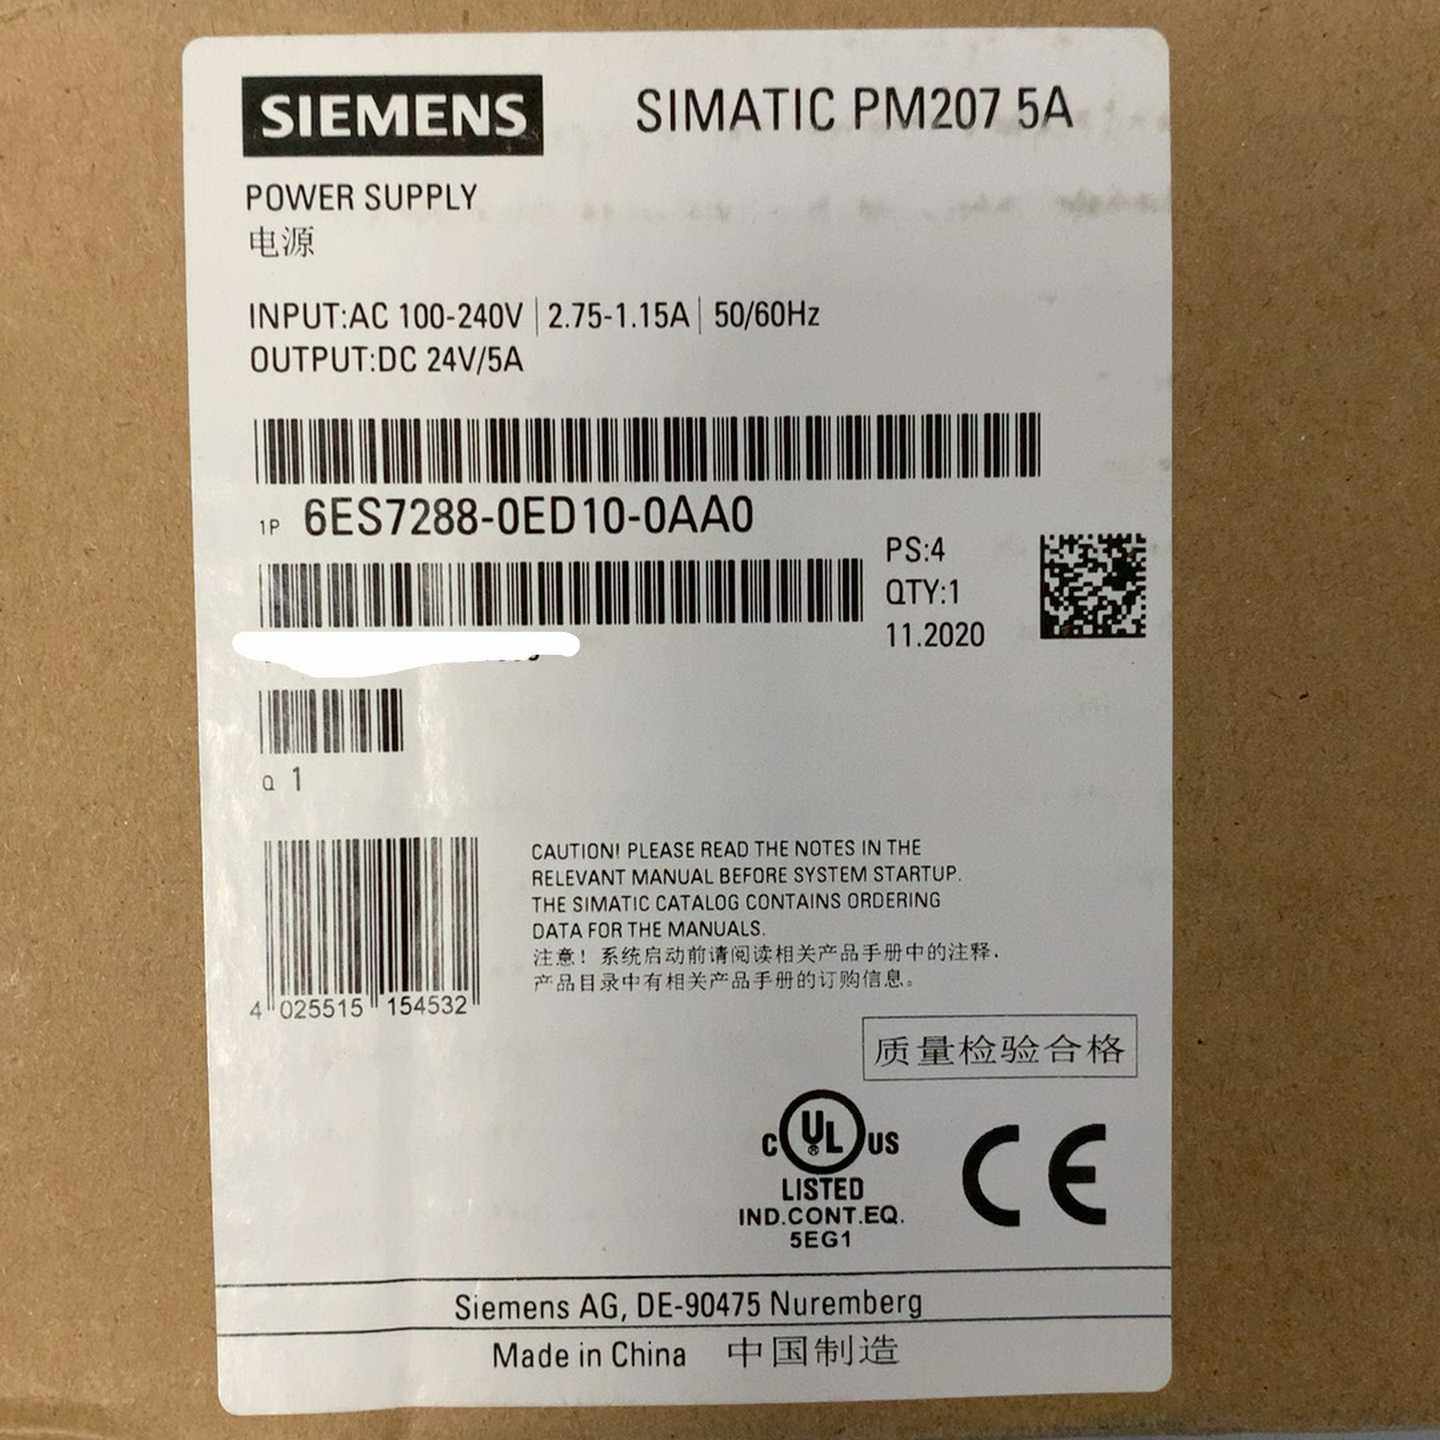 SIEMENS
SIMATIC PM207 5A
POWER SUPPLY
电源
INPUT:AC 100-240V | 2.75-1.15A | 50/60Hz
OUTPUT:DC 24V/5A
1P 6ES7288-0ED10-0AA0
PS:4
QTY:1
11.2020
Q 1
4 025515 154532
CAUTION! PLEASE READ THE NOTES IN THE
RELEVANT MANUAL BEFORE SYSTEM STARTUP.
THE SIMATIC CATALOG CONTAINS ORDERING
DATA FOR THE MANUALS.
注意！系统启动前请阅读相关产品手册中的注释.
产品目录中有相关产品手册的订购信息。
质量检验合格
C UL ® US
LISTED
IND.CONT.EQ.
5EG1
CE
Siemens AG, DE-90475 Nuremberg
Made in China 中国制造